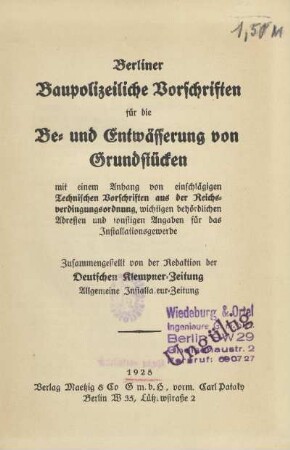 1,50 M
Berliner
Baupolizeiliche Vorschriften
für die
Be- und Entwässerung von
Grundstücken
mit einem Anhang von einschlägigen
Technischen Vorschriften aus der Reichs-
verdingungsordnung, wichtigen behördlichen
Adressen und sonstigen Angaben für das
Installationsgewerbe
Zusammengestellt von der Redaktion der
Deutschen Klempner-Zeitung
Allgemeine Installateur-Zeitung
Wiedeburg & Ortel
Ingenieure
Berlin W 29
Gneisenaustr. 2
Ungültig
1928
Verlag Maetzig & Co G. m. b. H., vorm. Carl Pataky
Berlin W 35, Lützowstraße 2